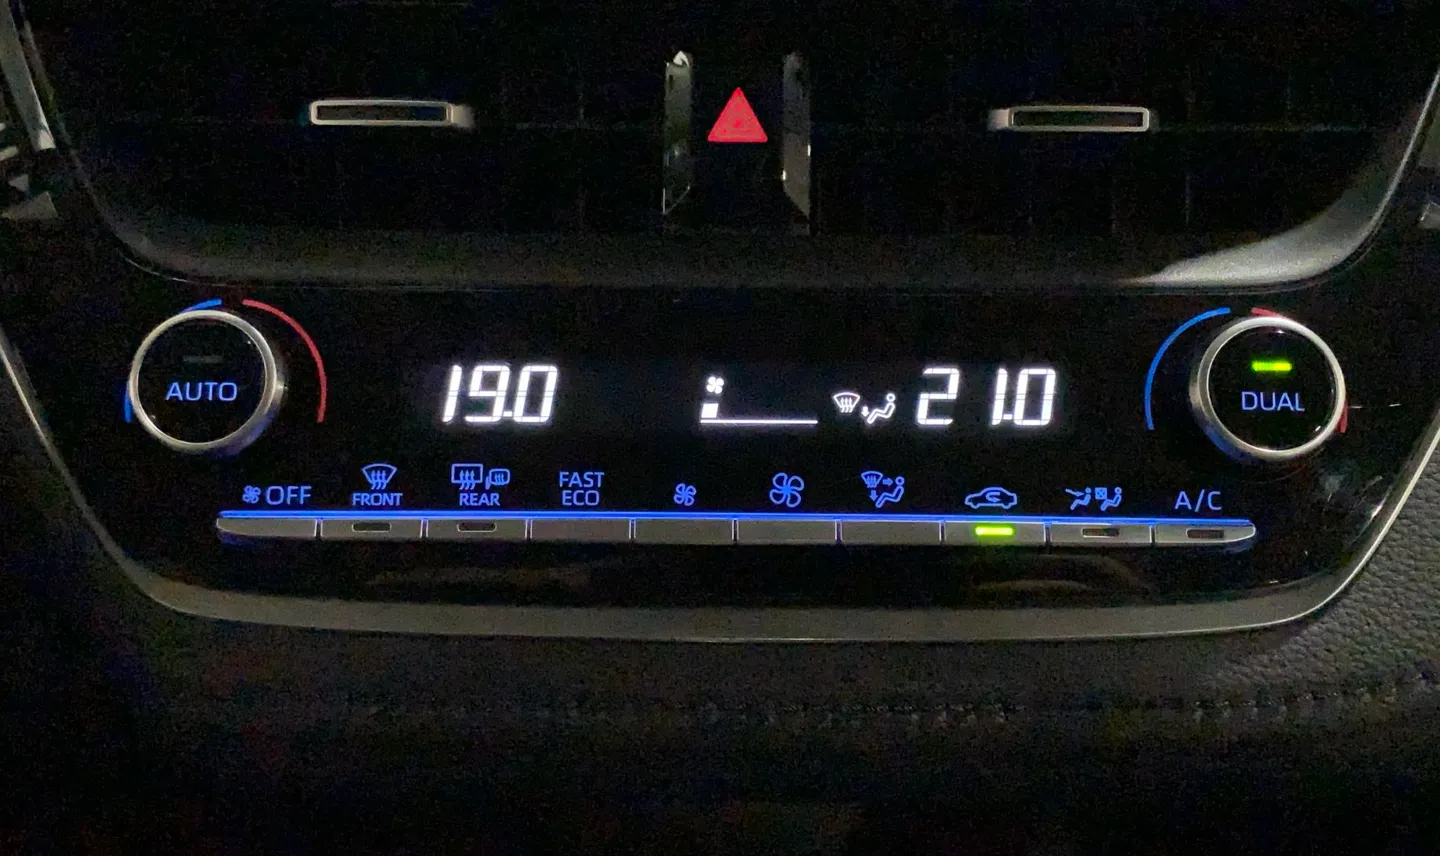 AUTO
19.0
21.0
DUAL
OFF
FRONT
REAR
FAST
ECO
A/C